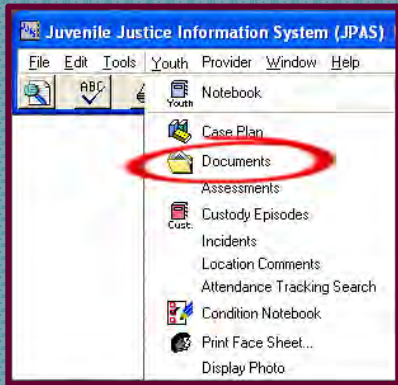 Juvenile Justice Information System (JPAS)
File Edit Tools Youth Provider Window Help
ABC
Youth Notebook
Case Plan
Documents
Assessments
Cust. Custody Episodes
Incidents
Location Comments
Attendance Tracking Search
Condition Notebook
Print Face Sheet...
Display Photo